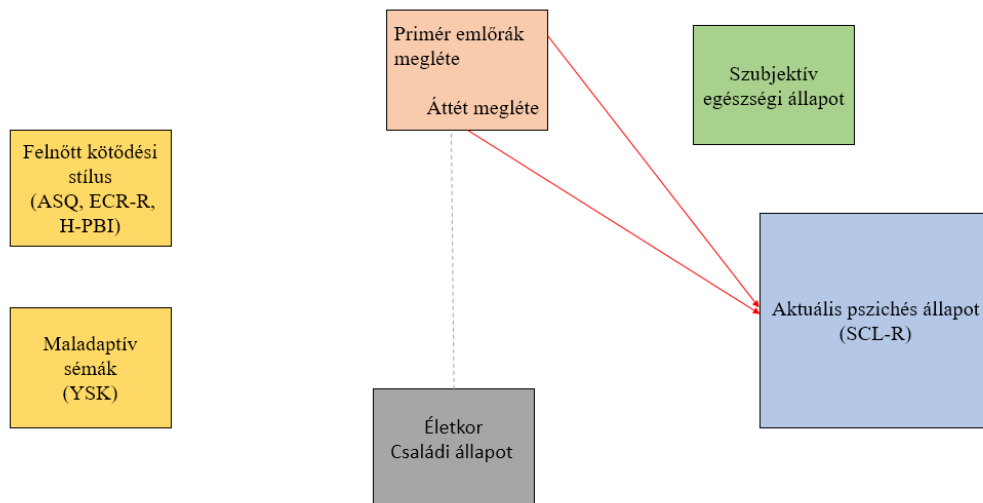 Primér emlőrák
megléte
Áttét megléte
Szubjektív
egészségi állapot
Felnőtt kötődési
stílus
(ASQ, ECR-R,
H-PBI)
Aktuális pszichés állapot
(SCL-R)
Maladaptív
sémák
(YSK)
Életkor
Családi állapot